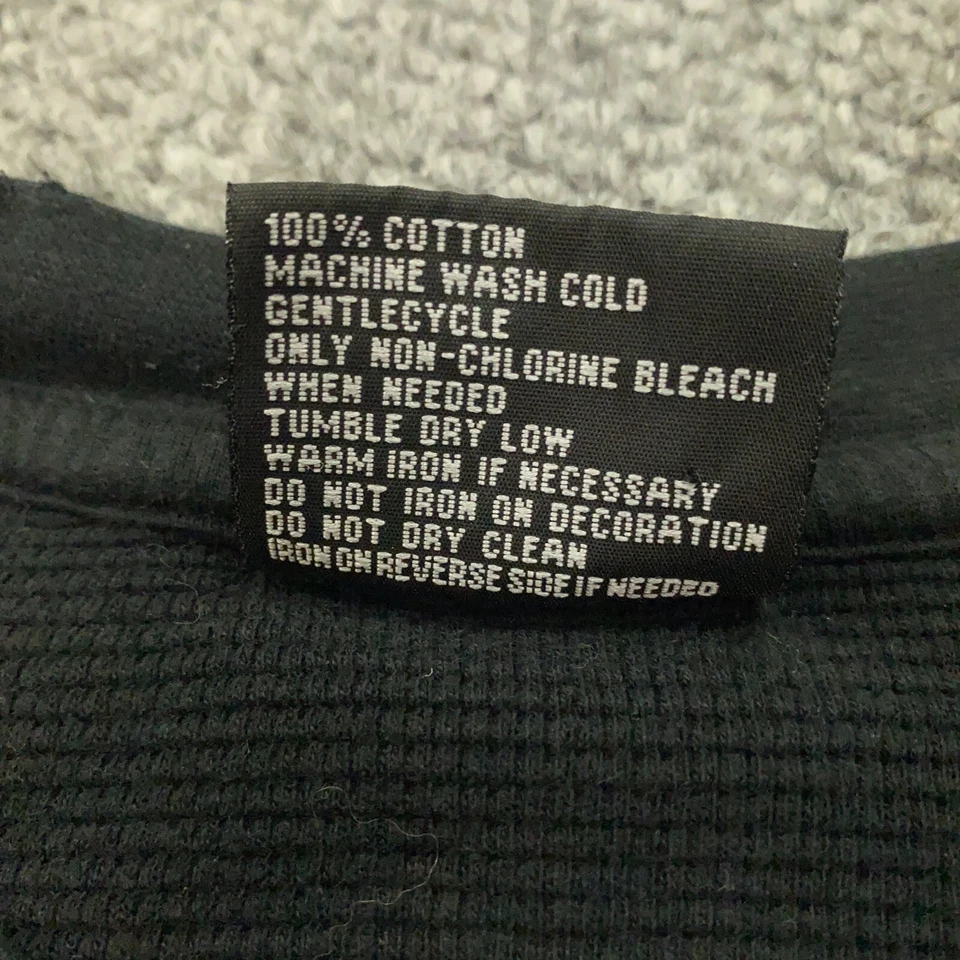 100% COTTON
MACHINE WASH COLD
GENTLECYCLE
ONLY NON-CHLORINE BLEACH
WHEN NEEDED
TUMBLE DRY LOW
WARM IRON IF NECESSARY
DO NOT IRON ON DECORATION
DO NOT DRY CLEAN
IRON ON REVERSE SIDE IF NEEDED